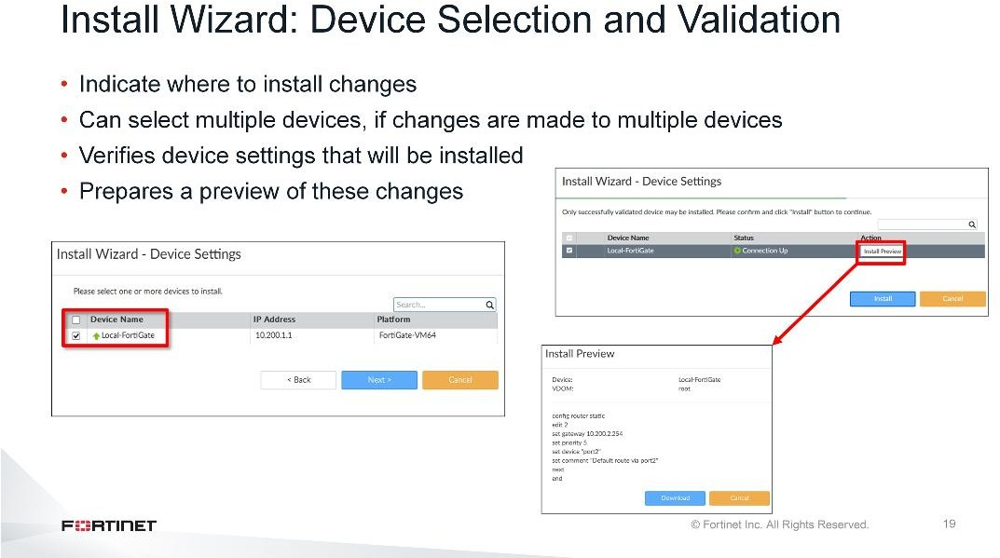 Install Wizard: Device Selection and Validation
• Indicate where to install changes
• Can select multiple devices, if changes are made to multiple devices
• Verifies device settings that will be installed
• Prepares a preview of these changes
Install Wizard - Device Settings
Please select one or more devices to install.
Search...
Device Name IP Address Platform
Local-FortiGate 10.200.1.1 FortiGate-VM64
< Back Next > Cancel
Install Wizard - Device Settings
Only successfully validated device may be installed. Please confirm and click "Install" button to continue.
Device Name Status Action
Local-FortiGate Connection Up Install Preview
Install Cancel
Install Preview
Device: Local-FortiGate
VDOM: root
config router static
edit 2
set gateway 10.200.2.254
set priority 5
set device "port2"
set comment "Default route via port2"
next
end
Download Cancel
FORTINET
© Fortinet Inc. All Rights Reserved.
19